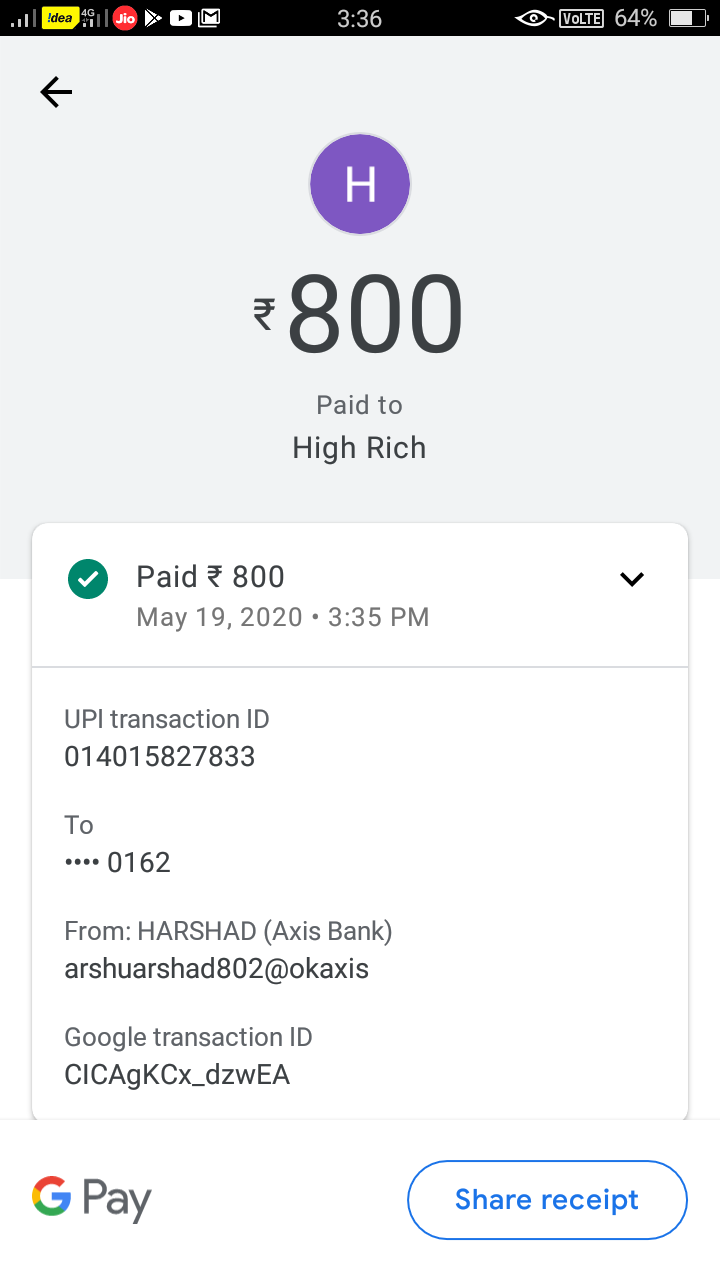 !dea 4G Jio 3:36 VoLTE 64%
H
₹800
Paid to
High Rich
Paid ₹ 800
May 19, 2020 • 3:35 PM
UPI transaction ID
014015827833
To
•••• 0162
From: HARSHAD (Axis Bank)
arshuarshad802@okaxis
Google transaction ID
CICAgKCx_dzwEA
G Pay
Share receipt